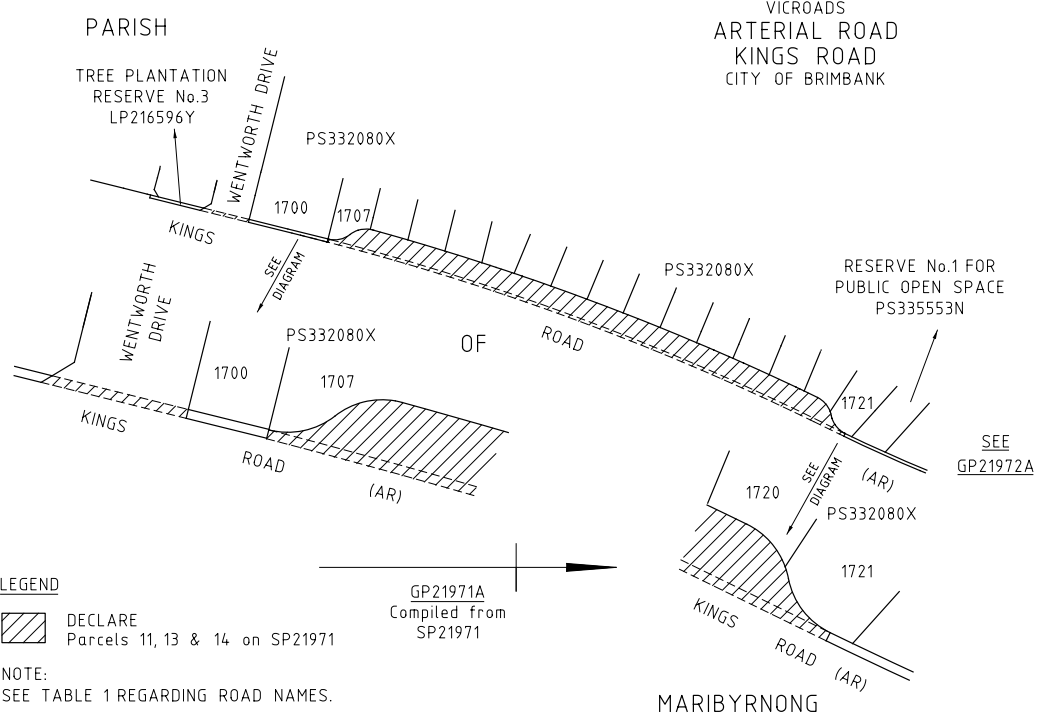 PARISH
VICROADS
ARTERIAL ROAD
KINGS ROAD
CITY OF BRIMBANK
TREE PLANTATION
RESERVE No.3
LP216596Y
WENTWORTH DRIVE
PS332080X
1700
1707
KINGS
SEE
DIAGRAM
PS332080X
RESERVE No.1 FOR
PUBLIC OPEN SPACE
PS335553N
ROAD
OF
WENTWORTH
DRIVE
PS332080X
1700
1707
KINGS
ROAD
(AR)
1721
SEE
GP21972A
(AR)
SEE
DIAGRAM
1720
PS332080X
1721
KINGS
ROAD
(AR)
LEGEND
DECLARE
Parcels 11, 13 & 14 on SP21971
GP21971A
Compiled from
SP21971
NOTE:
SEE TABLE 1 REGARDING ROAD NAMES.
MARIBYRNONG